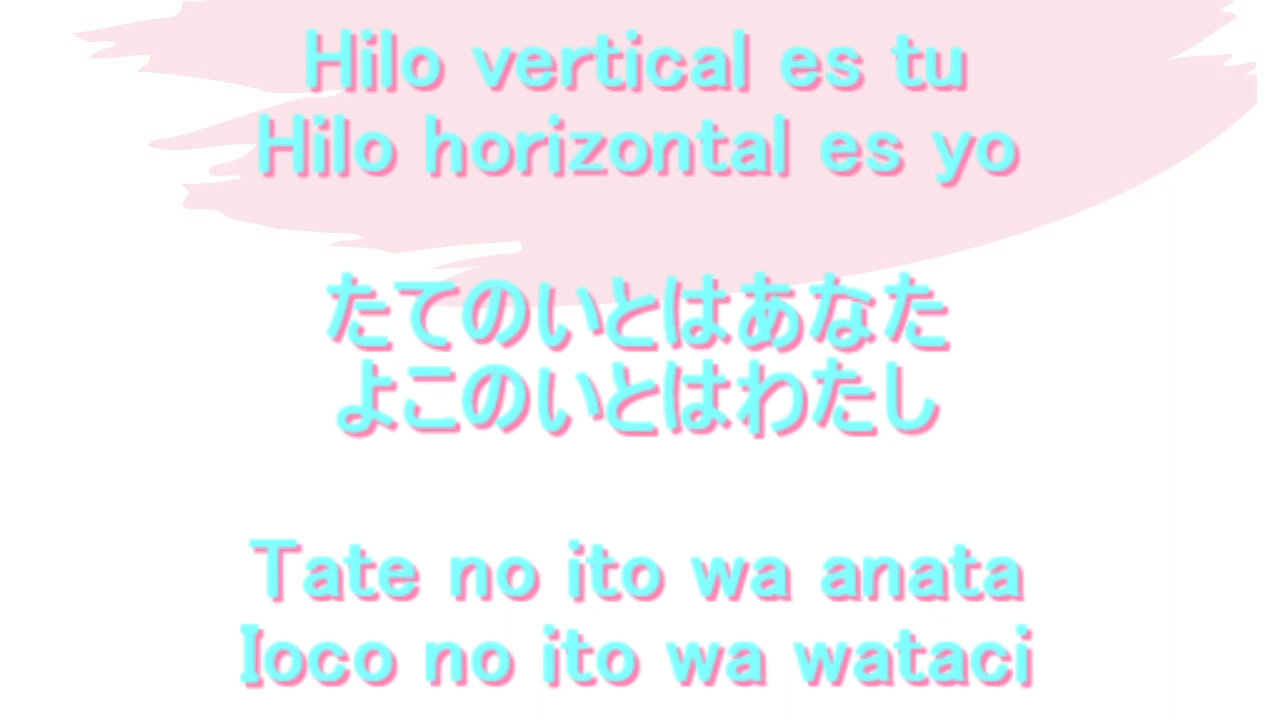 Hilo vertical es tu
Hilo horizontal es yo
たてのいとはあなた
よこのいとはわたし
Tate no ito wa anata
Ioco no ito wa wataci